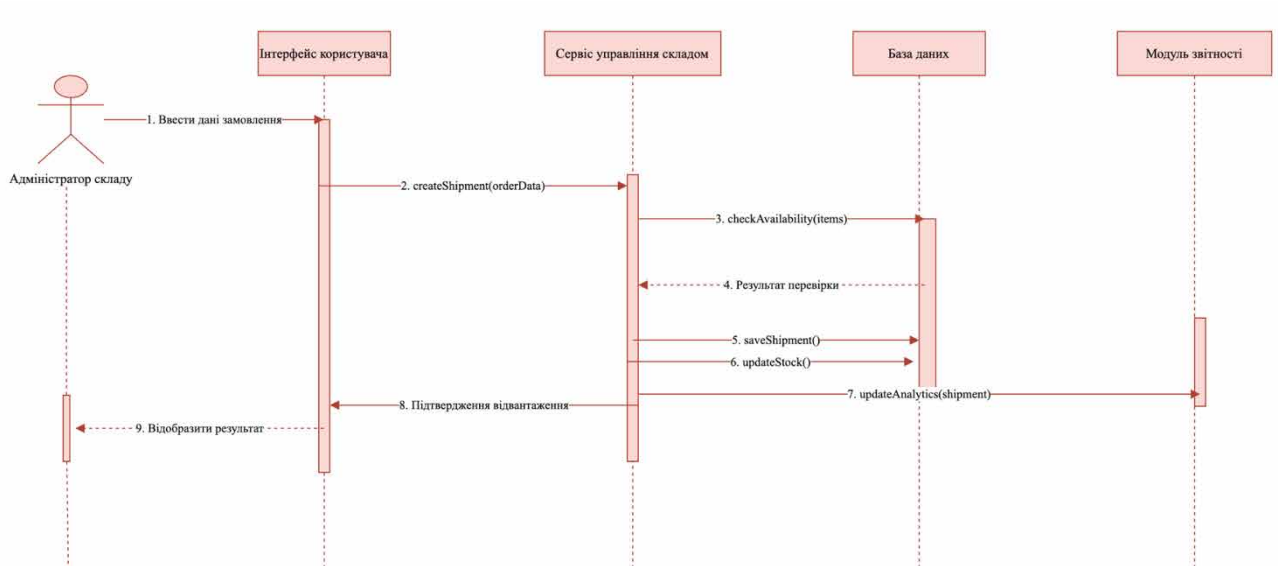 Інтерфейс користувача
Сервіс управління складом
База даних
Модуль звітності
1. Ввести дані замовлення
Адміністратор складу
2. createShipment(orderData)
3. checkAvailability(items)
4. Результат перевірки
5. saveShipment()
6. updateStock()
7. updateAnalytics(shipment)
8. Підтвердження відвантаження
9. Відобразити результат